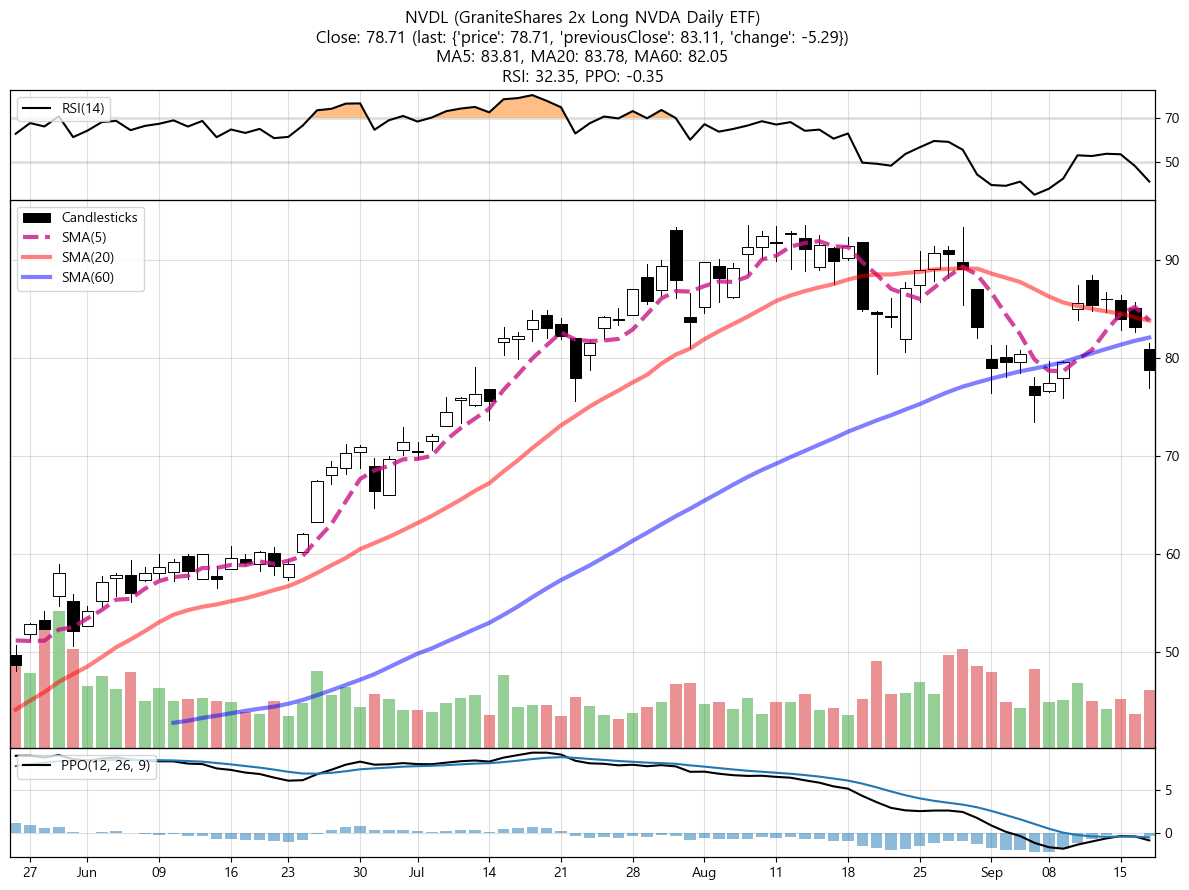 NVDL (GraniteShares 2x Long NVDA Daily ETF)
Close: 78.71 (last: {'price': 78.71, 'previousClose': 83.11, 'change': -5.29})
MA5: 83.81, MA20: 83.78, MA60: 82.05
RSI: 32.35, PPO: -0.35
RSI(14)
70
50
Candlesticks
SMA(5)
SMA(20)
SMA(60)
90
80
70
60
50
PPO(12, 26, 9)
5
0
27 Jun 09 16 23 30 Jul 14 21 28 Aug 11 18 25 Sep 08 15